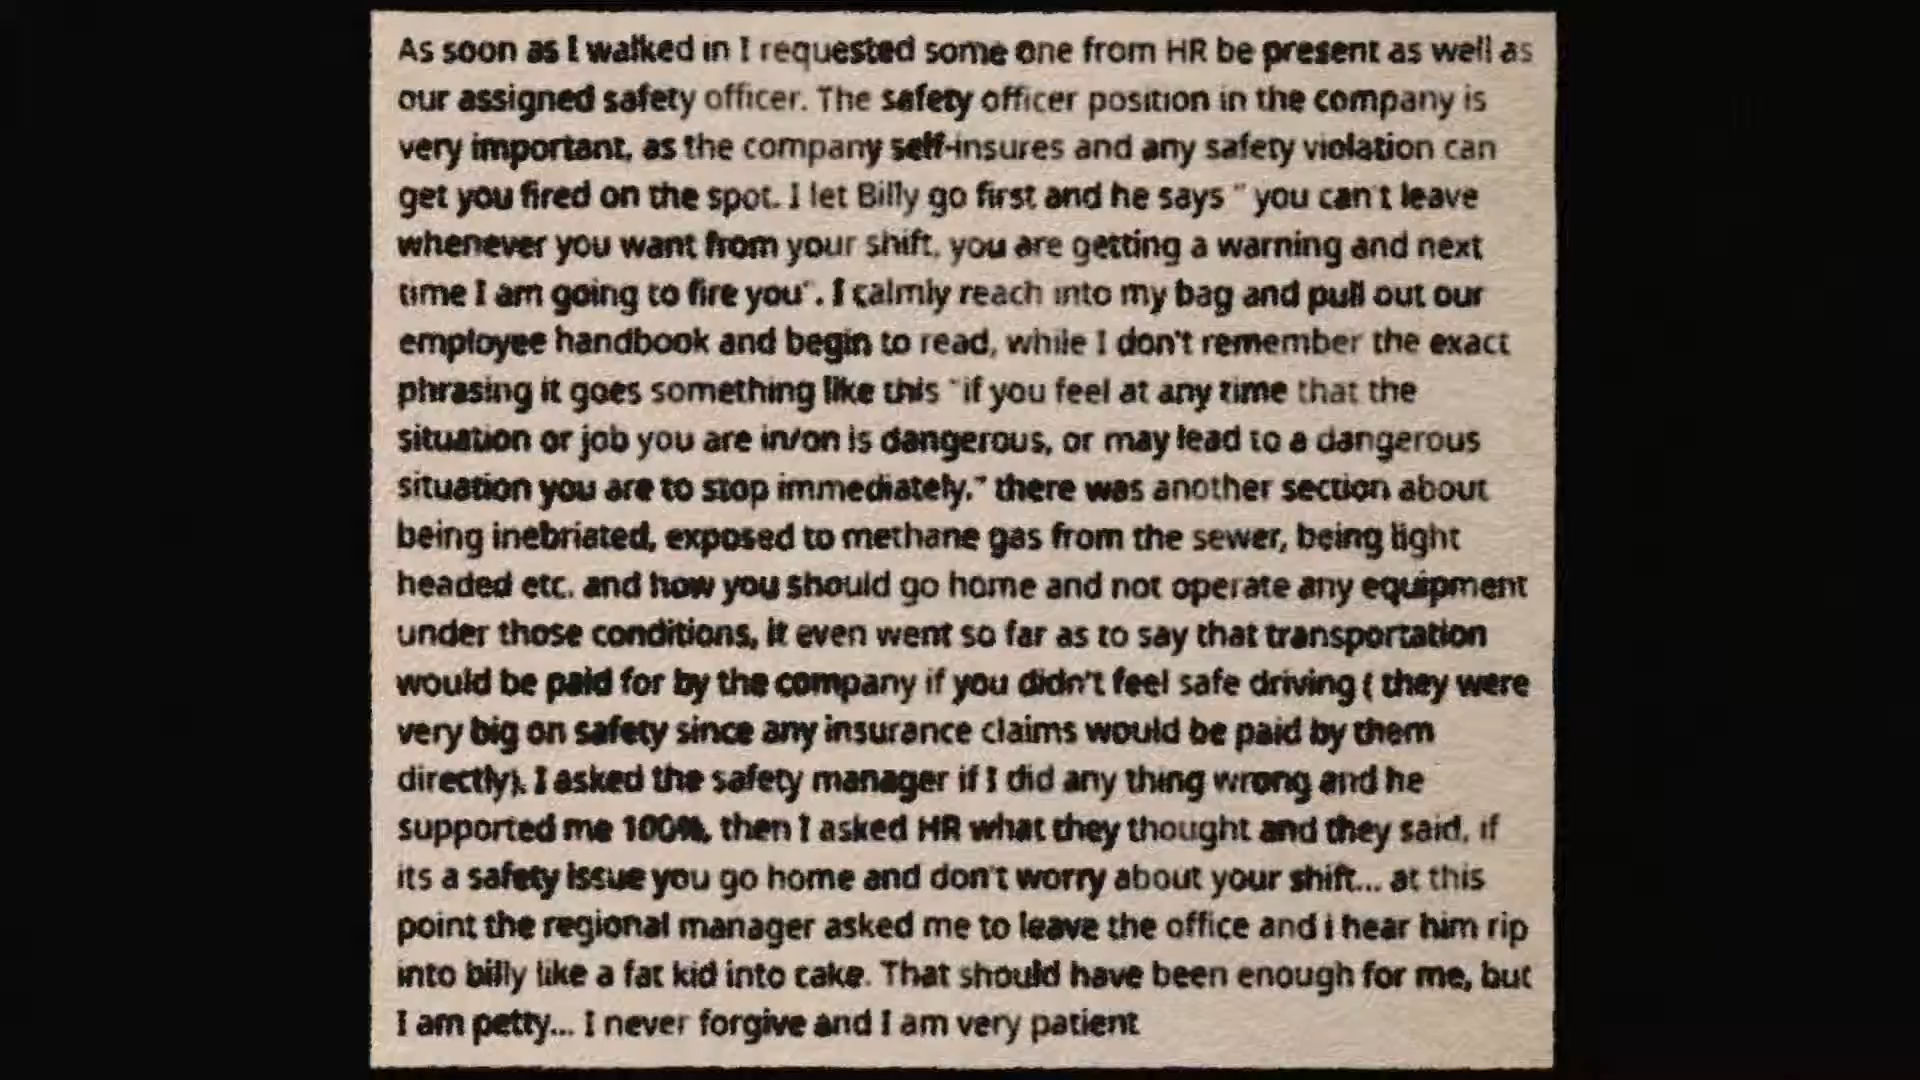 As soon as I walked in I requested some one from HR be present as well as
our assigned safety officer. The safety officer position in the company is
very important, as the company self-insures and any safety violation can
get you fired on the spot. I let Billy go first and he says " you can't leave
whenever you want from your shift, you are getting a warning and next
time I am going to fire you". I calmly reach into my bag and pull out our
employee handbook and begin to read, while I don't remember the exact
phrasing it goes something like this "if you feel at any time that the
situation or job you are in/on is dangerous, or may lead to a dangerous
situation you are to stop immediately." there was another section about
being inebriated, exposed to methane gas from the sewer, being light
headed etc. and how you should go home and not operate any equipment
under those conditions, it even went so far as to say that transportation
would be paid for by the company if you didn't feel safe driving ( they were
very big on safety since any insurance claims would be paid by them
directly). I asked the safety manager if I did any thing wrong and he
supported me 100%, then I asked HR what they thought and they said, if
its a safety issue you go home and don't worry about your shift... at this
point the regional manager asked me to leave the office and i hear him rip
into billy like a fat kid into cake. That should have been enough for me, but
I am petty... I never forgive and I am very patient